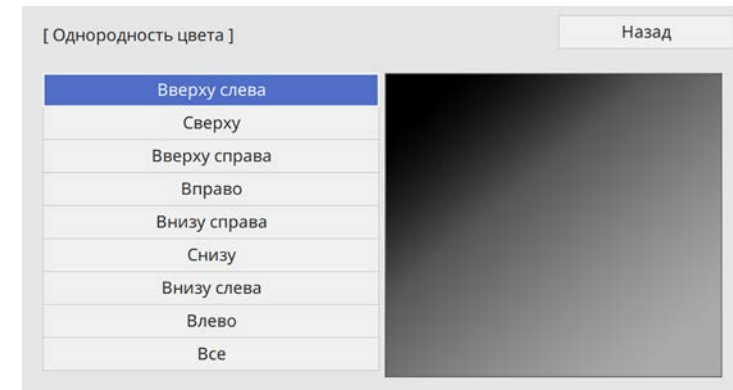 [ Однородность цвета ]
Назад
Вверху слева
Сверху
Вверху справа
Вправо
Внизу справа
Снизу
Внизу слева
Влево
Все